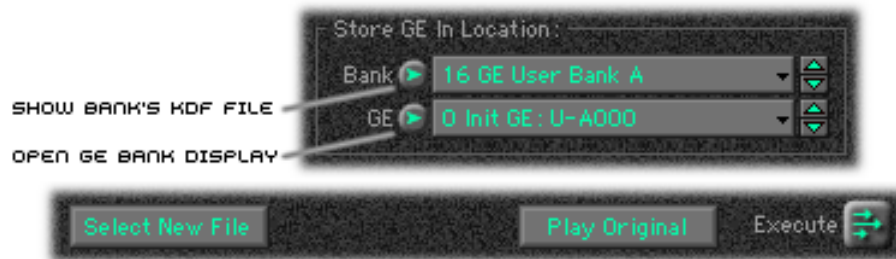 Store GE In Location:
Bank 16 GE User Bank A
SHOW BANK'S KDF FILE
GE 0 Init GE: U-A000
OPEN GE BANK DISPLAY
Select New File Play Original Execute